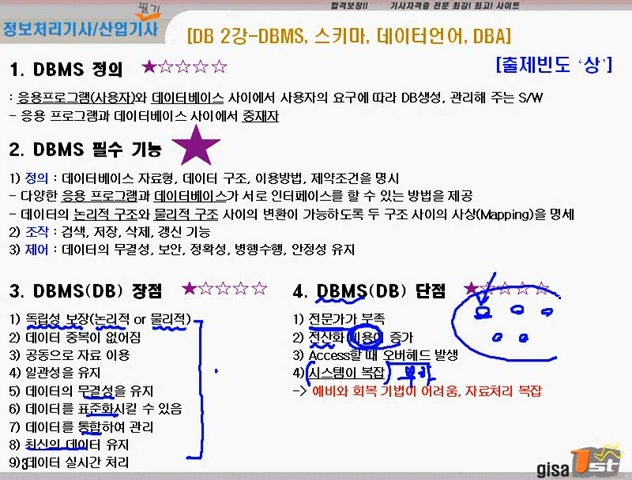 합격보장!! 기사자격증 전문 최강! 최고! 사이트
필기
정보처리기사/산업기사
[DB 2강-DBMS, 스키마, 데이터언어, DBA]
[출제빈도 '상']
1. DBMS 정의 ★☆☆☆☆
: 응용프로그램(사용자)와 데이터베이스 사이에서 사용자의 요구에 따라 DB생성, 관리해 주는 S/W
- 응용 프로그램과 데이터베이스 사이에서 중재자
2. DBMS 필수 기능 ★
1) 정의 : 데이터베이스 자료형, 데이터 구조, 이용방법, 제약조건을 명시
- 다양한 응용 프로그램과 데이터베이스가 서로 인터페이스를 할 수 있는 방법을 제공
- 데이터의 논리적 구조와 물리적 구조 사이의 변환이 가능하도록 두 구조 사이의 사상(Mapping)을 명세
2) 조작 : 검색, 저장, 삭제, 갱신 기능
3) 제어 : 데이터의 무결성, 보안, 정확성, 병행수행, 안정성 유지
3. DBMS(DB) 장점 ★☆☆☆☆
1) 독립성 보장(논리적 or 물리적)
2) 데이터 중복이 없어짐
3) 공동으로 자료 이용
4) 일관성을 유지
5) 데이터의 무결성을 유지
6) 데이터를 표준화시킬 수 있음
7) 데이터를 통합하여 관리
8) 최신의 데이터 유지
9) 데이터 실시간 처리
4. DBMS(DB) 단점 ★☆☆☆☆
1) 전문가가 부족
2) 전산화 비용이 증가
3) Access할 때 오버헤드 발생
4) 시스템이 복잡
-> 예비와 회복 기법이 어려움, 자료처리 복잡
gisa 1st